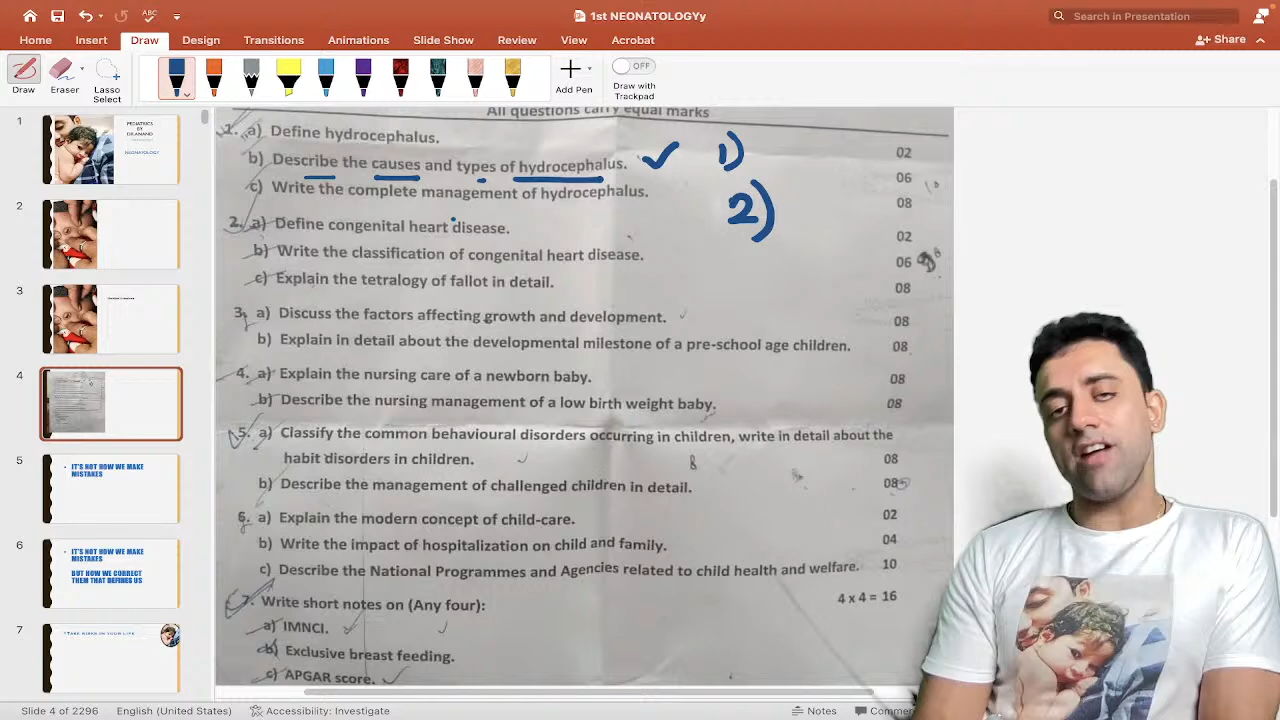 1st NEONATOLOGYy
Search in Presentation
Home Insert Draw Design Transitions Animations Slide Show Review View Acrobat
Share
Draw
Eraser
Lasso
Select
Add Pen
OFF
Draw with
Trackpad
1
PEDIATRICS
BY
DR.ANAND
NEONATOLOGY
2
3
4
5
• IT'S NOT HOW WE MAKE
MISTAKES
6
• IT'S NOT HOW WE MAKE
MISTAKES
BUT HOW WE CORRECT
THEM THAT DEFINES US
7
"TAKE RISKS IN YOUR LIFE
All questions carry equal marks
1. a) Define hydrocephalus. 02
b) Describe the causes and types of hydrocephalus. 06
c) Write the complete management of hydrocephalus. 08
1)
2)
2. a) Define congenital heart disease. 02
b) Write the classification of congenital heart disease. 06
c) Explain the tetralogy of fallot in detail. 08
3. a) Discuss the factors affecting growth and development. 08
b) Explain in detail about the developmental milestone of a pre-school age children. 08
4. a) Explain the nursing care of a newborn baby. 08
b) Describe the nursing management of a low birth weight baby. 08
5. a) Classify the common behavioural disorders occurring in children, write in detail about the
habit disorders in children. 08
8
b) Describe the management of challenged children in detail. 08
6. a) Explain the modern concept of child-care. 02
b) Write the impact of hospitalization on child and family. 04
c) Describe the National Programmes and Agencies related to child health and welfare. 10
7. Write short notes on (Any four): 4 x 4 = 16
a) IMNCI.
b) Exclusive breast feeding.
c) APGAR score.
Slide 4 of 2296 English (United States) Accessibility: Investigate
Notes